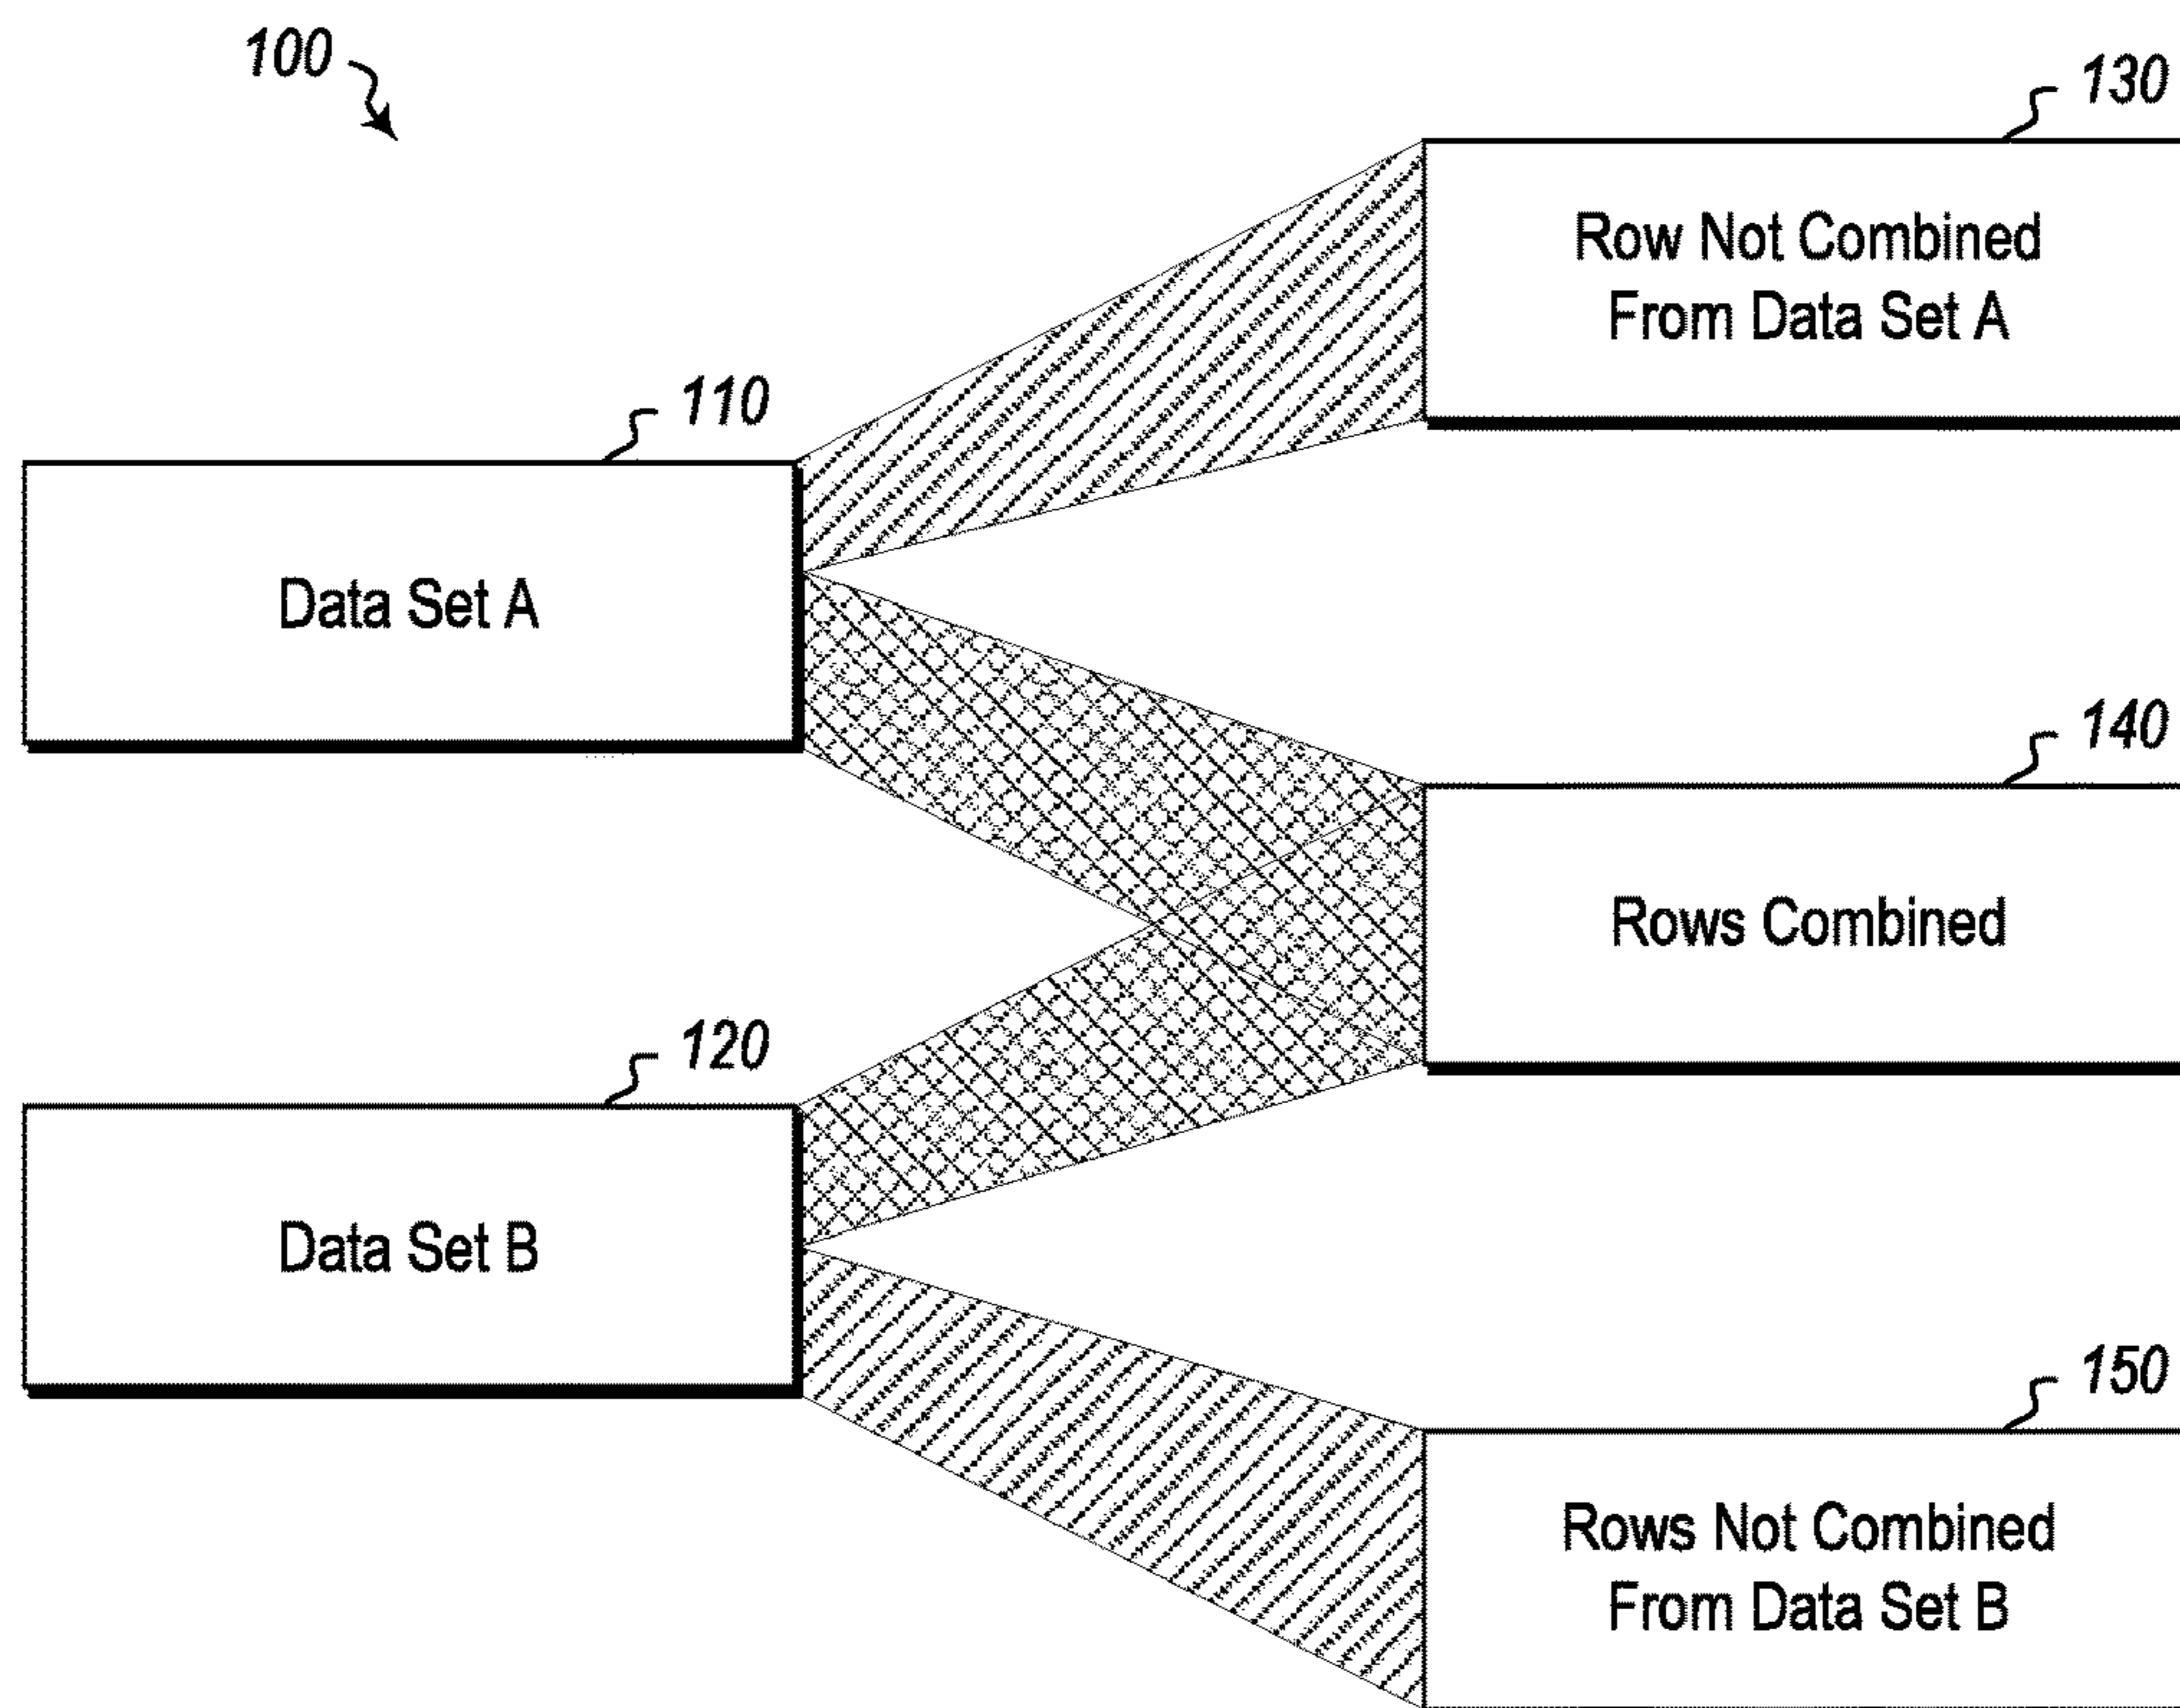 100
130
Row Not Combined
From Data Set A
110
Data Set A
140
Rows Combined
120
Data Set B
150
Rows Not Combined
From Data Set B